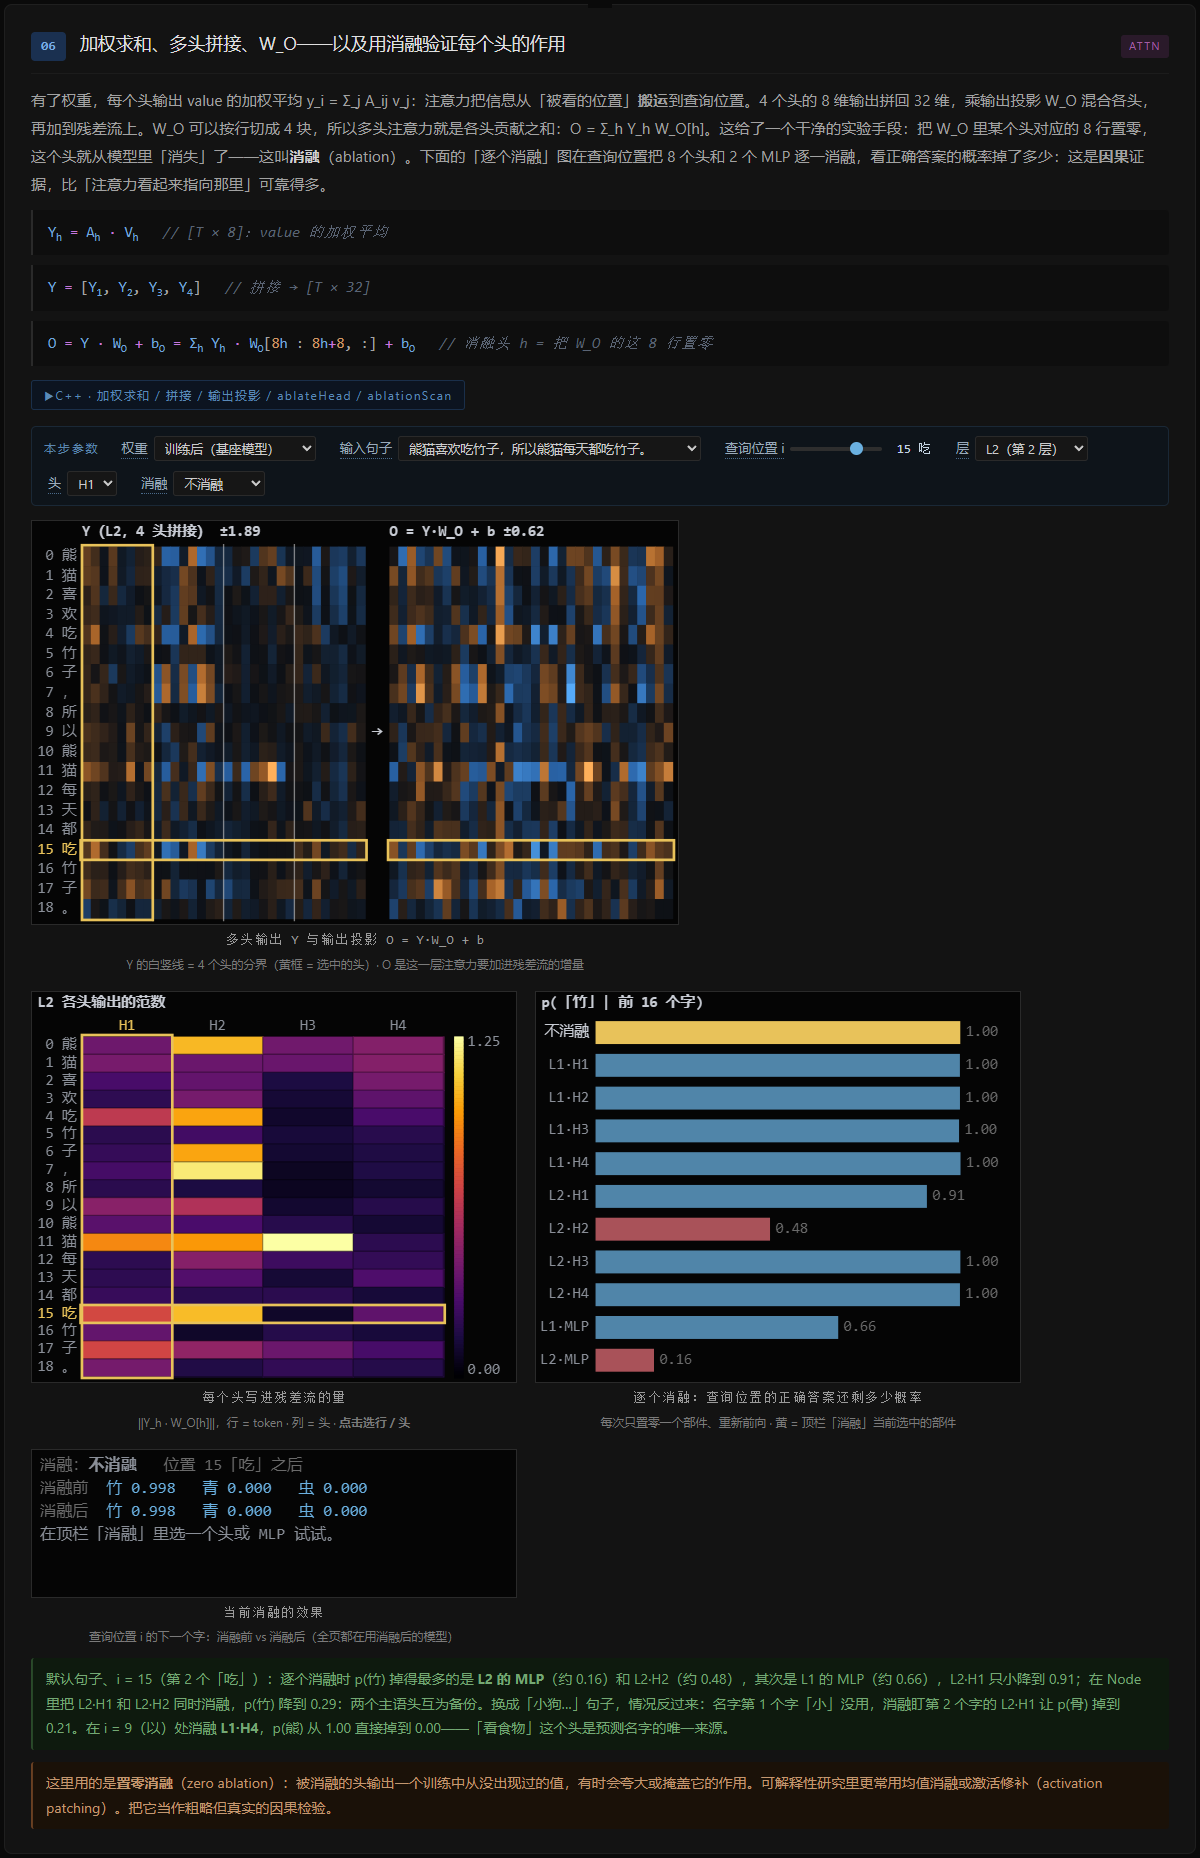 06 加权求和、多头拼接、W_O——以及用消融验证每个头的作用 ATTN
有了权重，每个头输出 value 的加权平均 y_i = Σ_j A_ij v_j：注意力把信息从「被看的位置」搬运到查询位置。4 个头的 8 维输出拼回 32 维，乘输出投影 W_O 混合各头，
再加到残差流上。W_O 可以按行切成 4 块，所以多头注意力就是各头贡献之和：O = Σ_h Y_h W_O[h]。这给了一个干净的实验手段：把 W_O 里某个头对应的 8 行置零，
这个头就从模型里「消失」了——这叫消融（ablation）。下面的「逐个消融」图在查询位置把 8 个头和 2 个 MLP 逐一消融，看正确答案的概率掉了多少：这是因果证
据，比「注意力看起来指向那里」可靠得多。
Yh = Ah · Vh // [T × 8]: value 的加权平均
Y = [Y1, Y2, Y3, Y4] // 拼接 → [T × 32]
O = Y · WO + bO = Σh Yh · WO[8h : 8h+8, :] + bO // 消融头 h = 把 W_O 的这 8 行置零
▶C++ · 加权求和 / 拼接 / 输出投影 / ablateHead / ablationScan
本步参数 权重 训练后（基座模型） 输入句子 熊猫喜欢吃竹子，所以熊猫每天都吃竹子。 查询位置 i 15 吃 层 L2（第 2 层）
头 H1 消融 不消融
Y (L2, 4 头拼接) ±1.89 O = Y·W_O + b ±0.62
0 熊
1 猫
2 喜
3 欢
4 吃
5 竹
6 子
7 ，
8 所
9 以
→
10 熊
11 猫
12 每
13 天
14 都
15 吃
16 竹
17 子
18 。
多头输出 Y 与输出投影 O = Y·W_O + b
Y 的白竖线 = 4 个头的分界（黄框 = 选中的头）· O 是这一层注意力要加进残差流的增量
L2 各头输出的范数
H1 H2 H3 H4
0 熊
1 猫
2 喜
3 欢
4 吃
5 竹
6 子
7 ，
8 所
9 以
10 熊
11 猫
12 每
13 天
14 都
15 吃
16 竹
17 子
18 。
1.25
0.00
每个头写进残差流的量
‖Y_h · W_O[h]‖，行 = token · 列 = 头 · 点击选行 / 头
p(「竹」| 前 16 个字)
不消融 1.00
L1·H1 1.00
L1·H2 1.00
L1·H3 1.00
L1·H4 1.00
L2·H1 0.91
L2·H2 0.48
L2·H3 1.00
L2·H4 1.00
L1·MLP 0.66
L2·MLP 0.16
逐个消融：查询位置的正确答案还剩多少概率
每次只置零一个部件、重新前向 · 黄 = 顶栏「消融」当前选中的部件
消融：不消融 位置 15「吃」之后
消融前 竹 0.998 青 0.000 虫 0.000
消融后 竹 0.998 青 0.000 虫 0.000
在顶栏「消融」里选一个头或 MLP 试试。
当前消融的效果
查询位置 i 的下一个字：消融前 vs 消融后（全页都在用消融后的模型）
默认句子、i = 15（第 2 个「吃」）：逐个消融时 p(竹) 掉得最多的是 L2 的 MLP（约 0.16）和 L2·H2（约 0.48），其次是 L1 的 MLP（约 0.66），L2·H1 只小降到 0.91；在 Node
里把 L2·H1 和 L2·H2 同时消融，p(竹) 降到 0.29：两个主语头互为备份。换成「小狗…」句子，情况反过来：名字第 1 个字「小」没用，消融盯第 2 个字的 L2·H1 让 p(骨) 掉到
0.21。在 i = 9（以）处消融 L1·H4，p(熊) 从 1.00 直接掉到 0.00——「看食物」这个头是预测名字的唯一来源。
这里用的是置零消融（zero ablation）：被消融的头输出一个训练中从没出现过的值，有时会夸大或掩盖它的作用。可解释性研究里更常用均值消融或激活修补（activation
patching）。把它当作粗略但真实的因果检验。